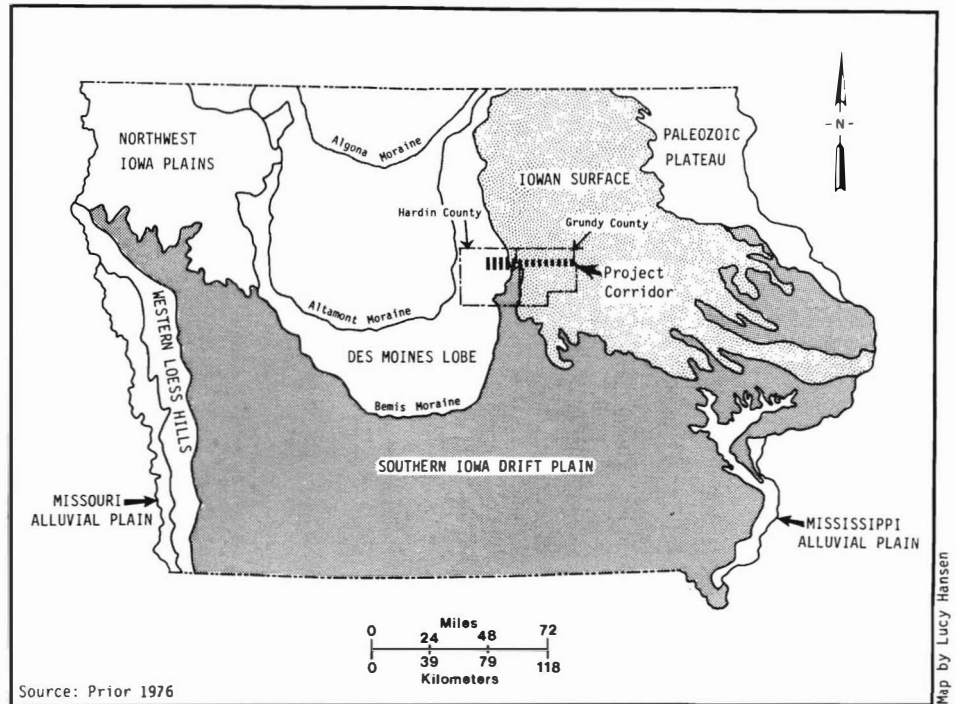 NORTHWEST
IOWA PLAINS
Algona Moraine
PALEOZOIC
PLATEAU
- N -
IOWAN SURFACE
Hardin County
Grundy County
Project
Corridor
Altamont Moraine
DES MOINES LOBE
Bemis Moraine
WESTERN LOESS HILLS
SOUTHERN IOWA DRIFT PLAIN
MISSOURI
ALLUVIAL PLAIN
MISSISSIPPI
ALLUVIAL PLAIN
Miles
0 24 48 72
0 39 79 118
Kilometers
Source: Prior 1976
Map by Lucy Hansen